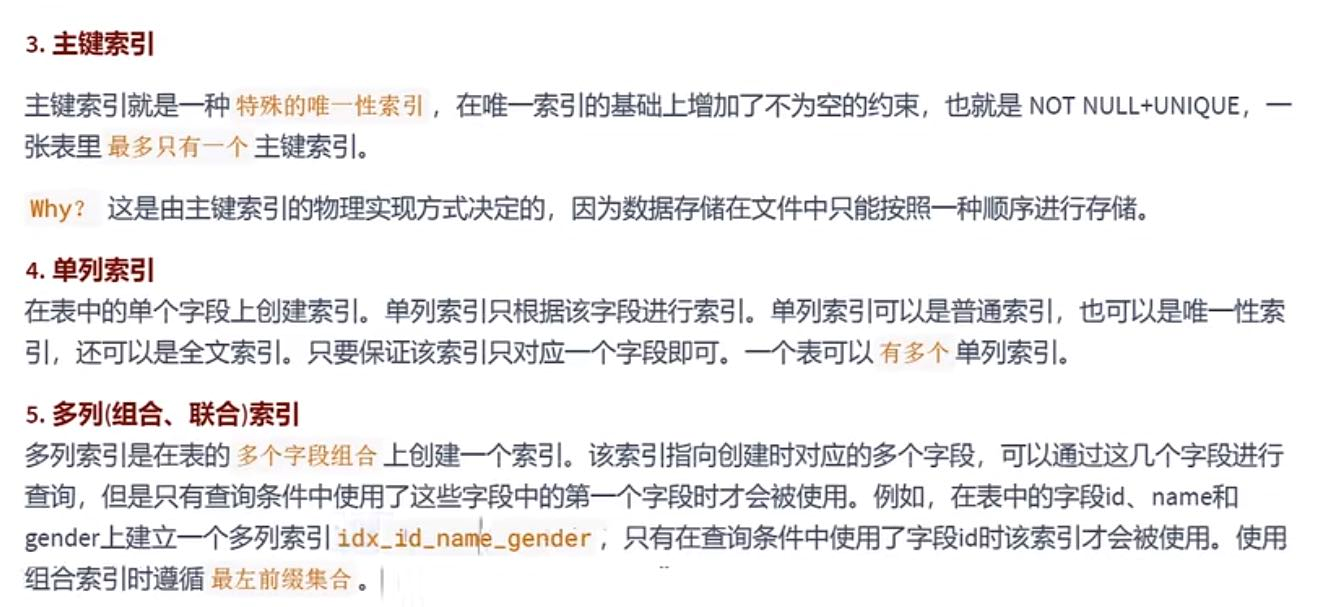 3. 主键索引
主键索引就是一种 特殊的唯一性索引 ，在唯一索引的基础上增加了不为空的约束，也就是 NOT NULL+UNIQUE，一
张表里 最多只有一个 主键索引。
Why？ 这是由主键索引的物理实现方式决定的，因为数据存储在文件中只能按照一种顺序进行存储。
4. 单列索引
在表中的单个字段上创建索引。单列索引只根据该字段进行索引。单列索引可以是普通索引，也可以是唯一性索
引，还可以是全文索引。只要保证该索引只对应一个字段即可。一个表可以 有多个 单列索引。
5. 多列(组合、联合)索引
多列索引是在表的 多个字段组合 上创建一个索引。该索引指向创建时对应的多个字段，可以通过这几个字段进行
查询，但是只有查询条件中使用了这些字段中的第一个字段时才会被使用。例如，在表中的字段id、name和
gender上建立一个多列索引 idx_id_name_gender ，只有在查询条件中使用了字段id时该索引才会被使用。使用
组合索引时遵循 最左前缀集合 。